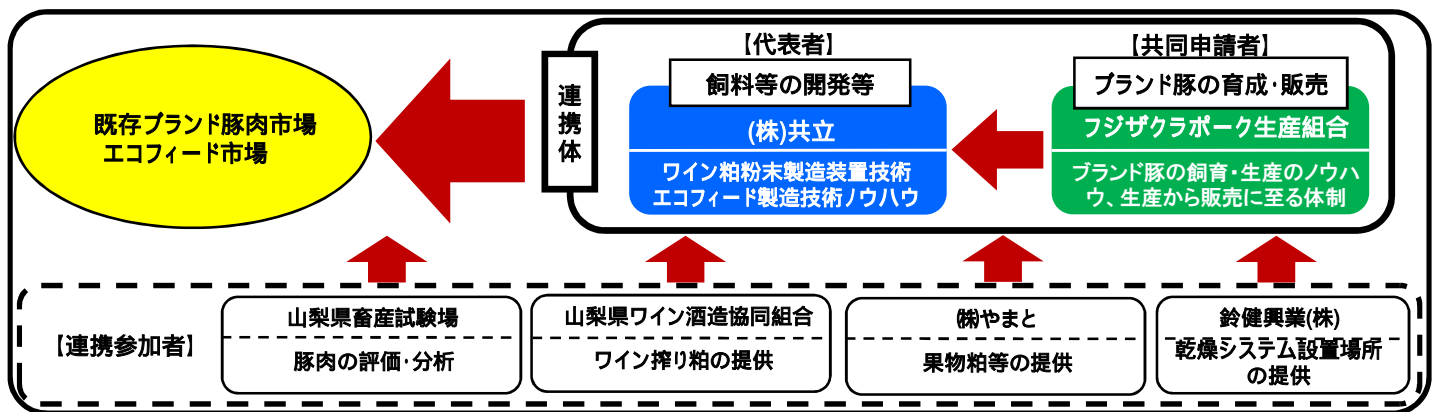 既存ブランド豚肉市場
エコフィード市場
連携体
【代表者】
飼料等の開発等
(株)共立
ワイン粕粉末製造装置技術
エコフィード製造技術ノウハウ
【共同申請者】
ブランド豚の育成・販売
フジザクラポーク生産組合
ブランド豚の飼育・生産のノウハ
ウ、生産から販売に至る体制
【連携参加者】
山梨県畜産試験場
豚肉の評価・分析
山梨県ワイン酒造協同組合
ワイン搾り粕の提供
㈱やまと
果物粕等の提供
鈴健興業(株)
乾燥システム設置場所
の提供